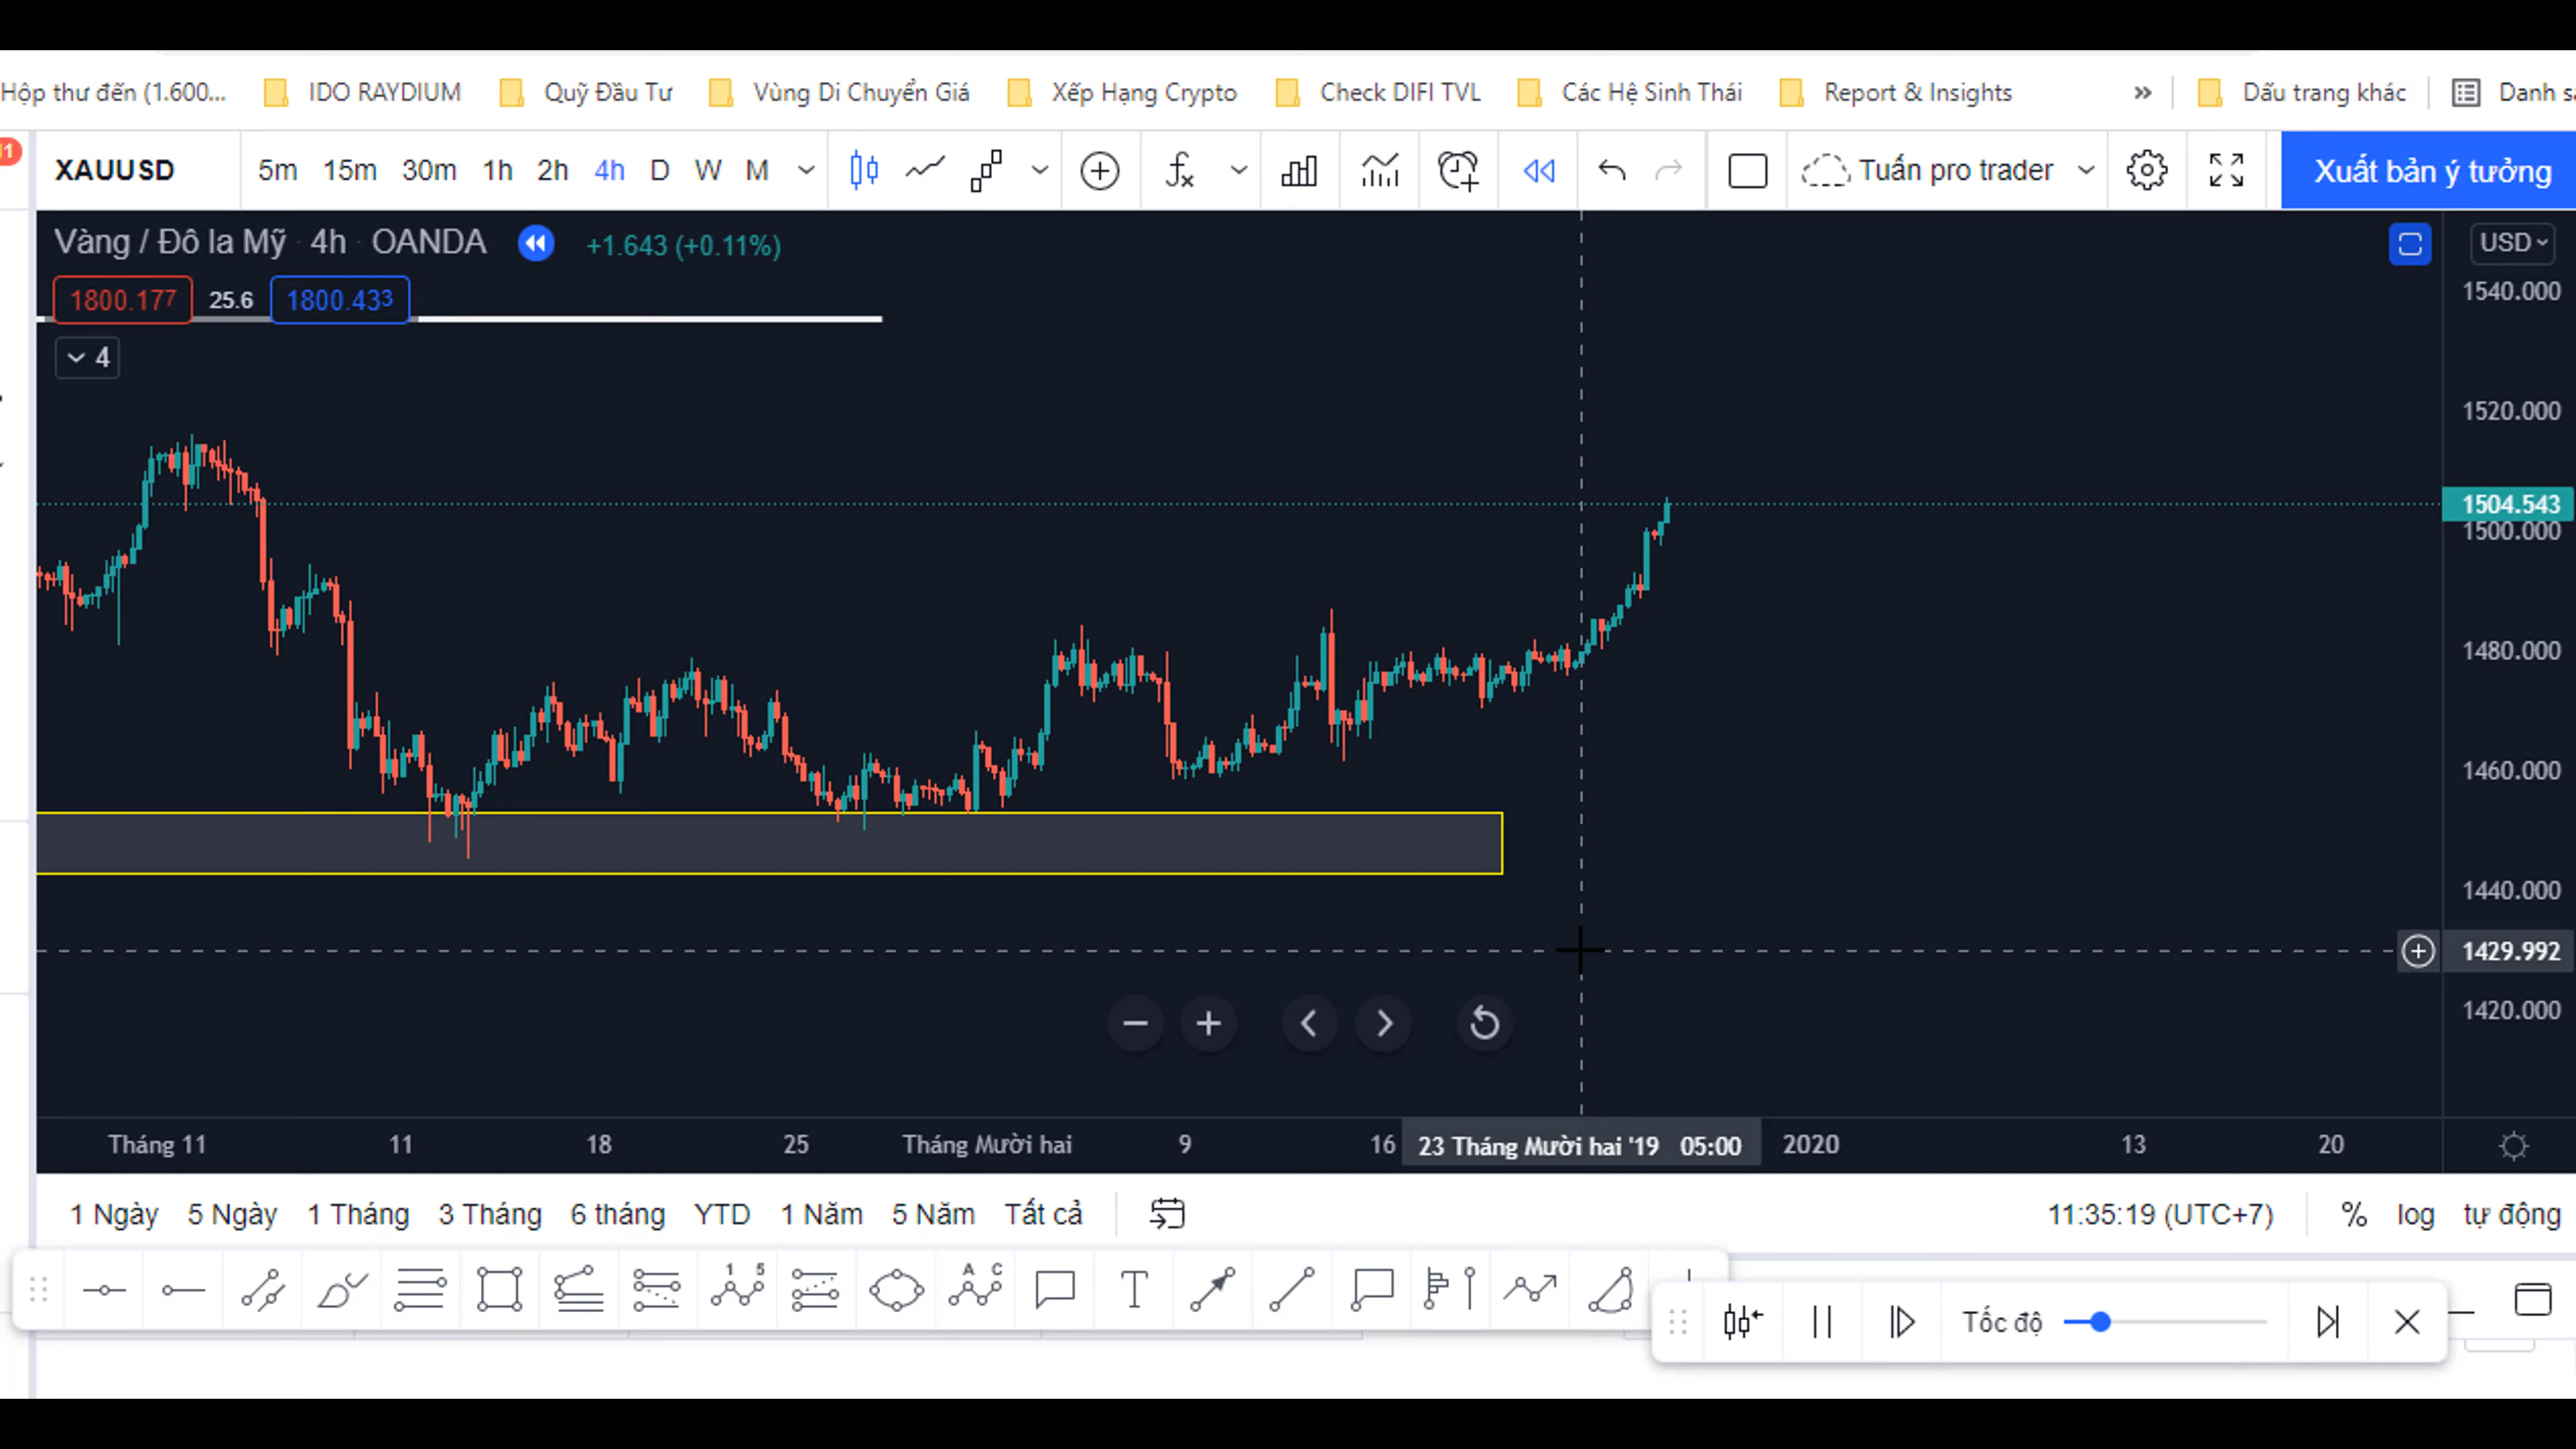 Hộp thư đến (1.600... IDO RAYDIUM Quỹ Đầu Tư Vùng Di Chuyển Giá Xếp Hạng Crypto Check DIFI TVL Các Hệ Sinh Thái Report & Insights » Dấu trang khác
XAUUSD 5m 15m 30m 1h 2h 4h D W M Tuấn pro trader Xuất bản ý tưởng
Vàng / Đô la Mỹ · 4h · OANDA +1.643 (+0.11%) USD
1800.177 25.6 1800.433
4
1540.000
1520.000
1504.543
1500.000
1480.000
1460.000
1440.000
1429.992
1420.000
Tháng 11 11 18 25 Tháng Mười hai 9 16 23 Tháng Mười hai '19 05:00 2020 13 20
1 Ngày 5 Ngày 1 Tháng 3 Tháng 6 tháng YTD 1 Năm 5 Năm Tất cả 11:35:19 (UTC+7) % log tự động
1 5 A C T
Tốc độ